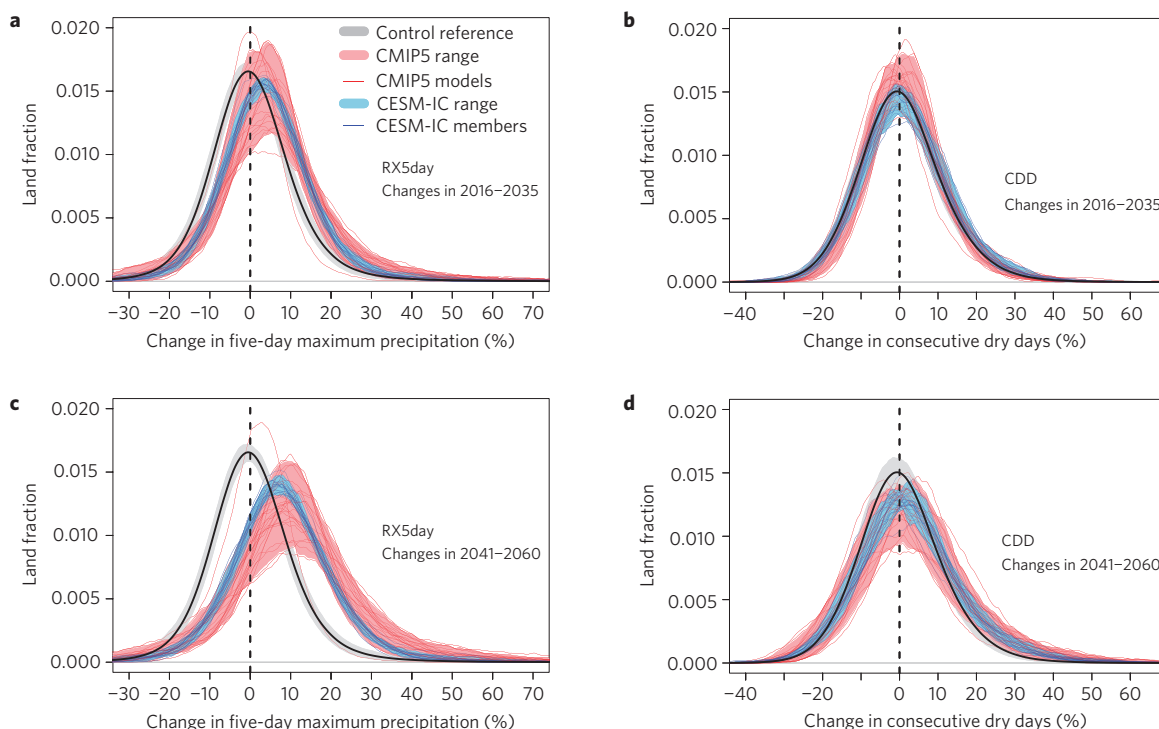 a
0.020
0.015
0.010
0.005
0.000
Land fraction
Control reference
CMIP5 range
CMIP5 models
CESM-IC range
CESM-IC members
RX5day
Changes in 2016−2035
−30 −20 −10 0 10 20 30 40 50 60 70
Change in five-day maximum precipitation (%)
b
0.020
0.015
0.010
0.005
0.000
Land fraction
CDD
Changes in 2016−2035
−40 −20 0 10 20 30 40 60
Change in consecutive dry days (%)
c
0.020
0.015
0.010
0.005
0.000
Land fraction
RX5day
Changes in 2041−2060
−30 −20 −10 0 10 20 30 40 50 60 70
Change in five-day maximum precipitation (%)
d
0.020
0.015
0.010
0.005
0.000
Land fraction
CDD
Changes in 2041−2060
−40 −20 0 10 20 30 40 60
Change in consecutive dry days (%)